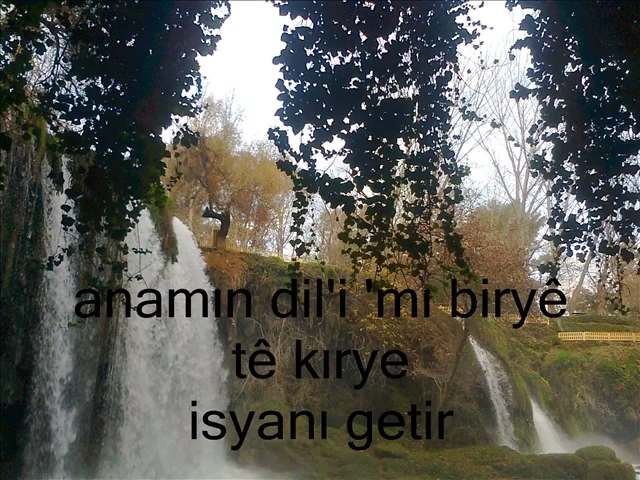 anamın dil'i 'mı biryê
tê kırye
isyanı getir